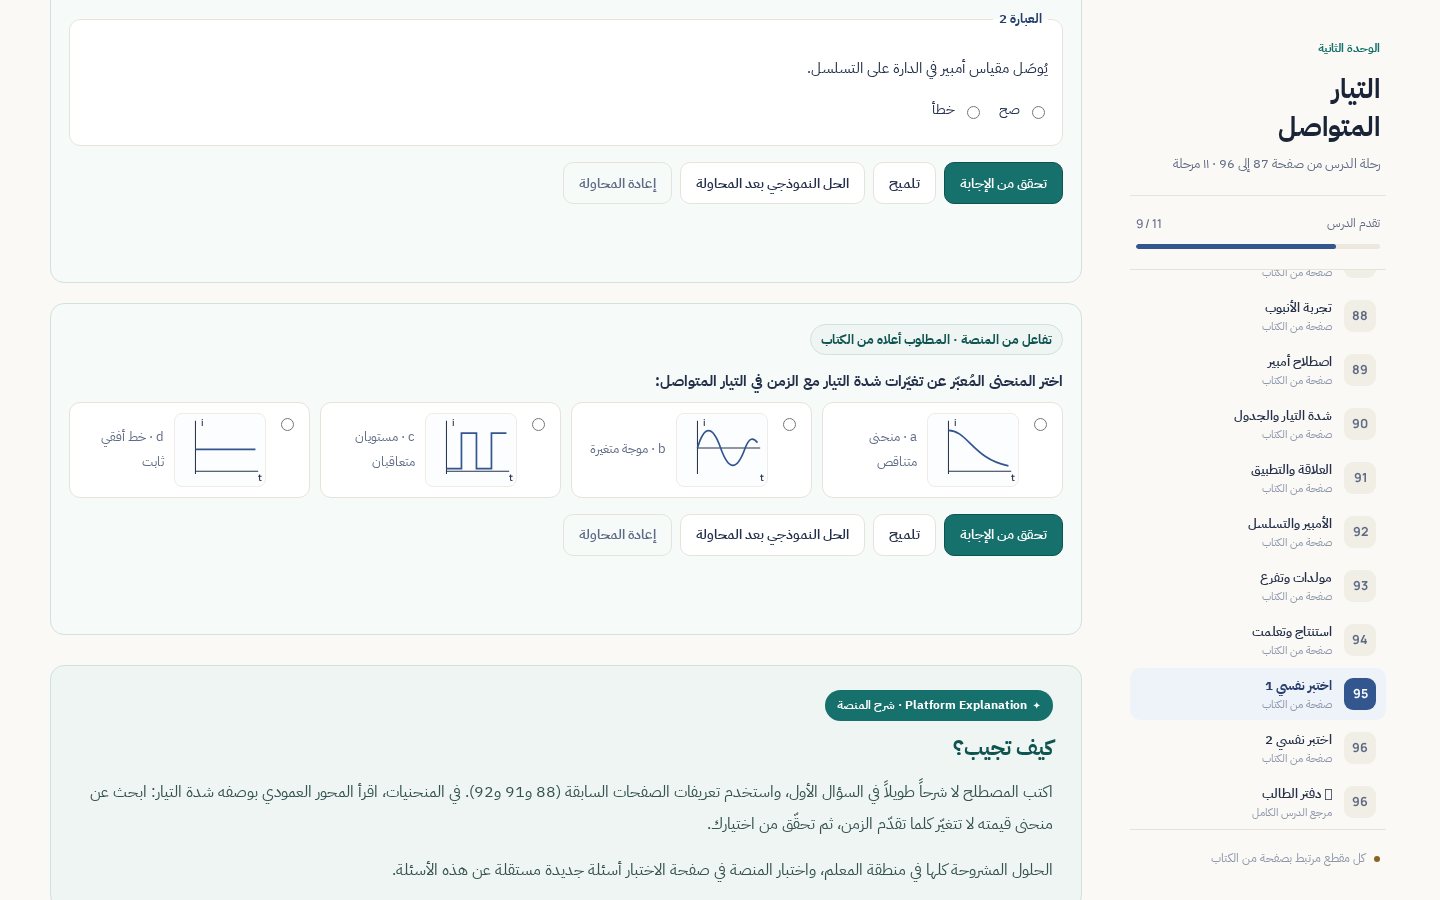 الوحدة الثانية
التيار
المتواصل
رحلة الدرس من صفحة 87 إلى 96 · ١١ مرحلة
تقدم الدرس
9 / 11
صفحة من الكتاب
88
تجربة الأنبوب
صفحة من الكتاب
89
اصطلاح أمبير
صفحة من الكتاب
90
شدة التيار والجدول
صفحة من الكتاب
91
العلاقة والتطبيق
صفحة من الكتاب
92
الأمبير والتسلسل
صفحة من الكتاب
93
مولدات وتفرع
صفحة من الكتاب
94
استنتاج وتعلمت
صفحة من الكتاب
95
اختبر نفسي 1
صفحة من الكتاب
96
اختبر نفسي 2
صفحة من الكتاب
96
دفتر الطالب
مرجع الدرس الكامل
كل مقطع مرتبط بصفحة من الكتاب
العبارة 2
يُوصَل مقياس أمبير في الدارة على التسلسل.
صح
خطأ
تحقق من الإجابة
تلميح
الحل النموذجي بعد المحاولة
إعادة المحاولة
تفاعل من المنصة · المطلوب أعلاه من الكتاب
اختر المنحنى المُعبّر عن تغيّرات شدة التيار مع الزمن في التيار المتواصل:
i
t
a · منحنى
متناقص
i
t
b · موجة متغيرة
i
t
c · مستويان
متعاقبان
i
t
d · خط أفقي
ثابت
تحقق من الإجابة
تلميح
الحل النموذجي بعد المحاولة
إعادة المحاولة
✦ Platform Explanation · شرح المنصة
كيف تجيب؟
اكتب المصطلح لا شرحاً طويلاً في السؤال الأول، واستخدم تعريفات الصفحات السابقة (88 و91 و92). في المنحنيات، اقرأ المحور العمودي بوصفه شدة التيار: ابحث عن
منحنى قيمته لا تتغيّر كلما تقدّم الزمن، ثم تحقّق من اختيارك.
الحلول المشروحة كلها في منطقة المعلم، واختبار المنصة في صفحة الاختبار أسئلة جديدة مستقلة عن هذه الأسئلة.